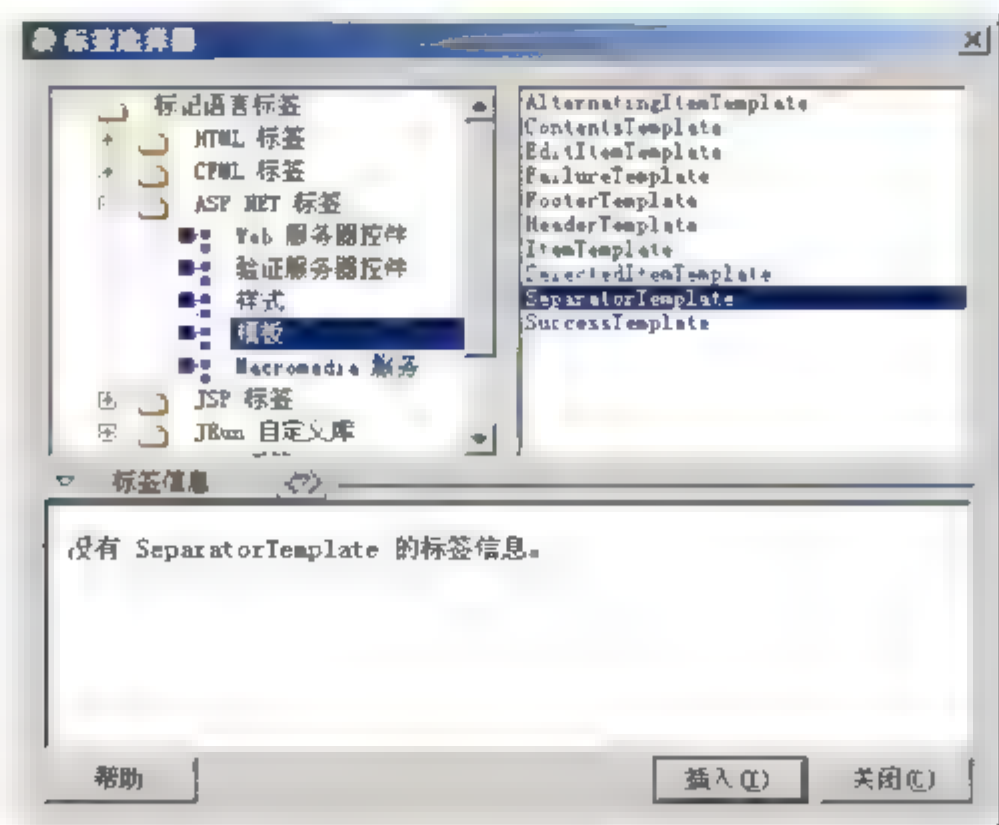 标签选择器
标记语言标签
HTML 标签
CFML 标签
ASP.NET 标签
Web 服务器控件
验证服务器控件
样式
模板
Macromedia 服务
JSP 标签
JRun 自定义库
AlternatingItemTemplate
ContentsTemplate
EditItemTemplate
FailureTemplate
FooterTemplate
HeaderTemplate
ItemTemplate
SelectedItemTemplate
SeparatorTemplate
SuccessTemplate
标签信息
没有 SeparatorTemplate 的标签信息。
帮助
插入(I)
关闭(C)